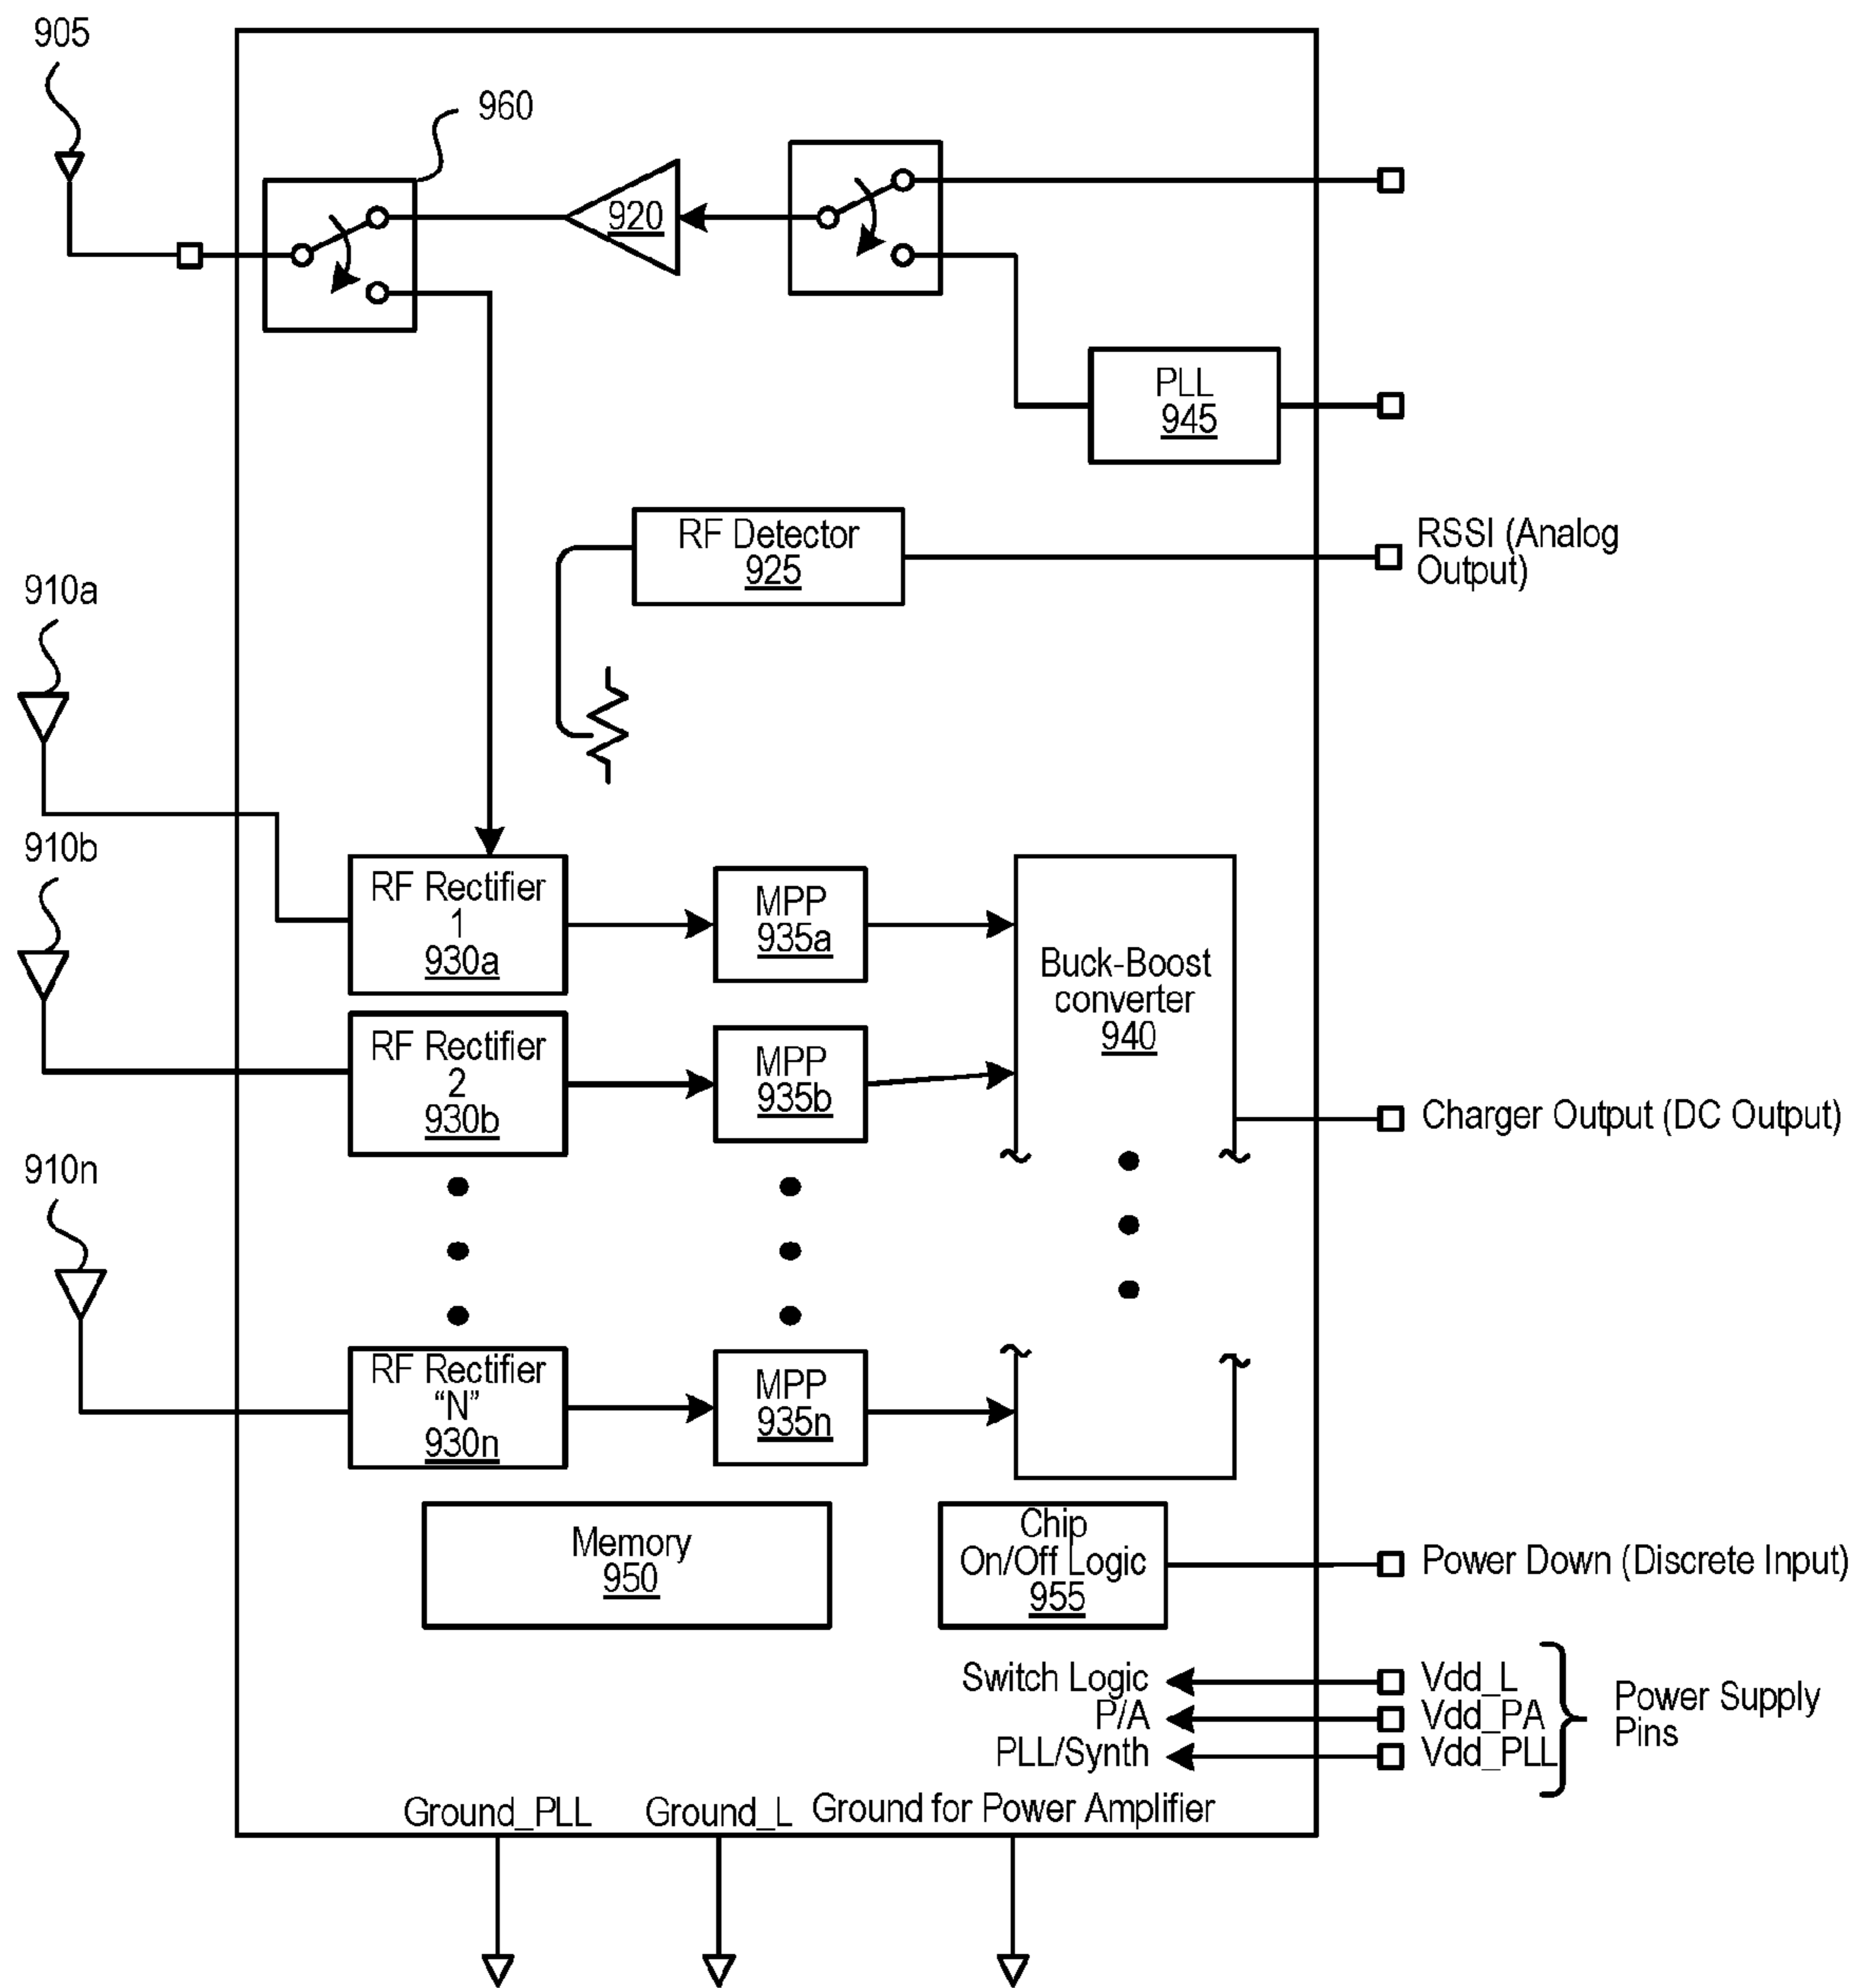 905
960
920
PLL
945
RF Detector
925
RSSI (Analog
Output)
910a
910b
RF Rectifier
1
930a
MPP
935a
Buck-Boost
converter
940
RF Rectifier
2
930b
MPP
935b
Charger Output (DC Output)
910n
RF Rectifier
“N”
930n
MPP
935n
Memory
950
Chip
On/Off Logic
955
Power Down (Discrete Input)
Switch Logic
Vdd_L
P/A
Vdd_PA
PLL/Synth
Vdd_PLL
Power Supply
Pins
Ground_PLL
Ground_L
Ground for Power Amplifier